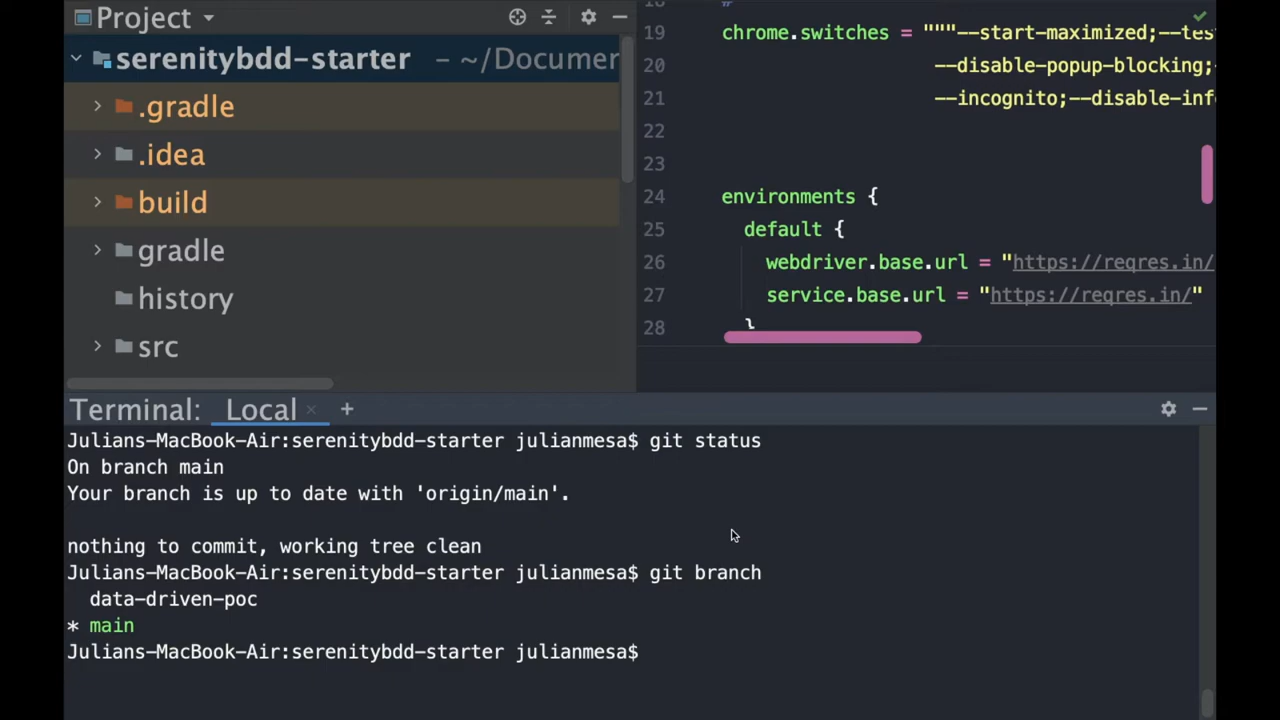 Project
serenitybdd-starter – ~/Documen
.gradle
.idea
build
gradle
history
src
18 #
19 chrome.switches = """--start-maximized;--tes
20 --disable-popup-blocking;-
21 --incognito;--disable-inf
22
23
24 environments {
25 default {
26 webdriver.base.url = "https://reqres.in/
27 service.base.url = "https://reqres.in/"
28 }
Terminal: Local × +
Julians-MacBook-Air:serenitybdd-starter julianmesa$ git status
On branch main
Your branch is up to date with 'origin/main'.
nothing to commit, working tree clean
Julians-MacBook-Air:serenitybdd-starter julianmesa$ git branch
data-driven-poc
* main
Julians-MacBook-Air:serenitybdd-starter julianmesa$